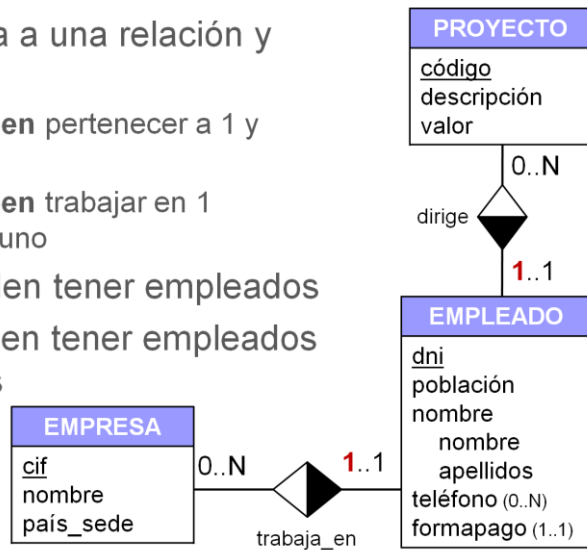 a a una relación y
en pertenecer a 1 y
en trabajar en 1
uno
len tener empleados
en tener empleados
s
PROYECTO
código
descripción
valor
0..N
dirige
1..1
EMPLEADO
dni
población
nombre
nombre
apellidos
teléfono (0..N)
formapago (1..1)
EMPRESA
cif
nombre
país_sede
0..N
1..1
trabaja_en